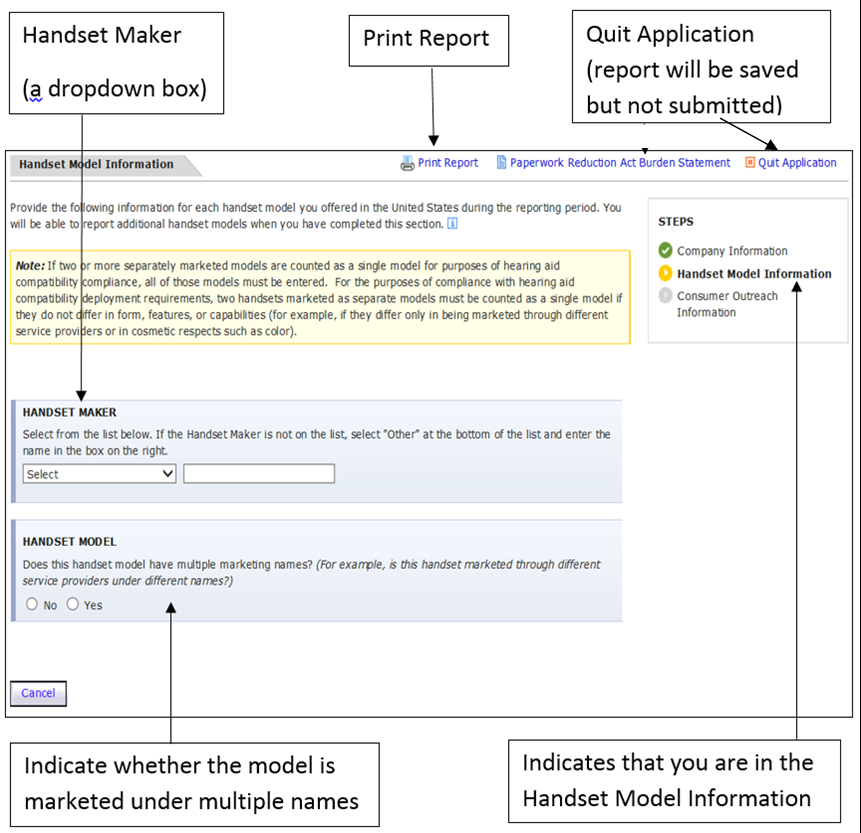 Handset Maker
(a dropdown box)
Print Report
Quit Application
(report will be saved
but not submitted)
Handset Model Information
Print Report
Paperwork Reduction Act Burden Statement
Quit Application
Provide the following information for each handset model you offered in the United States during the reporting period. You
will be able to report additional handset models when you have completed this section.
Note: If two or more separately marketed models are counted as a single model for purposes of hearing aid
compatibility compliance, all of those models must be entered. For the purposes of compliance with hearing aid
compatibility deployment requirements, two handsets marketed as separate models must be counted as a single model if
they do not differ in form, features, or capabilities (for example, if they differ only in being marketed through different
service providers or in cosmetic respects such as color).
STEPS
Company Information
Handset Model Information
Consumer Outreach
Information
HANDSET MAKER
Select from the list below. If the Handset Maker is not on the list, select "Other" at the bottom of the list and enter the
name in the box on the right.
Select
HANDSET MODEL
Does this handset model have multiple marketing names? (For example, is this handset marketed through different
service providers under different names?)
No Yes
Cancel
Indicate whether the model is
marketed under multiple names
Indicates that you are in the
Handset Model Information